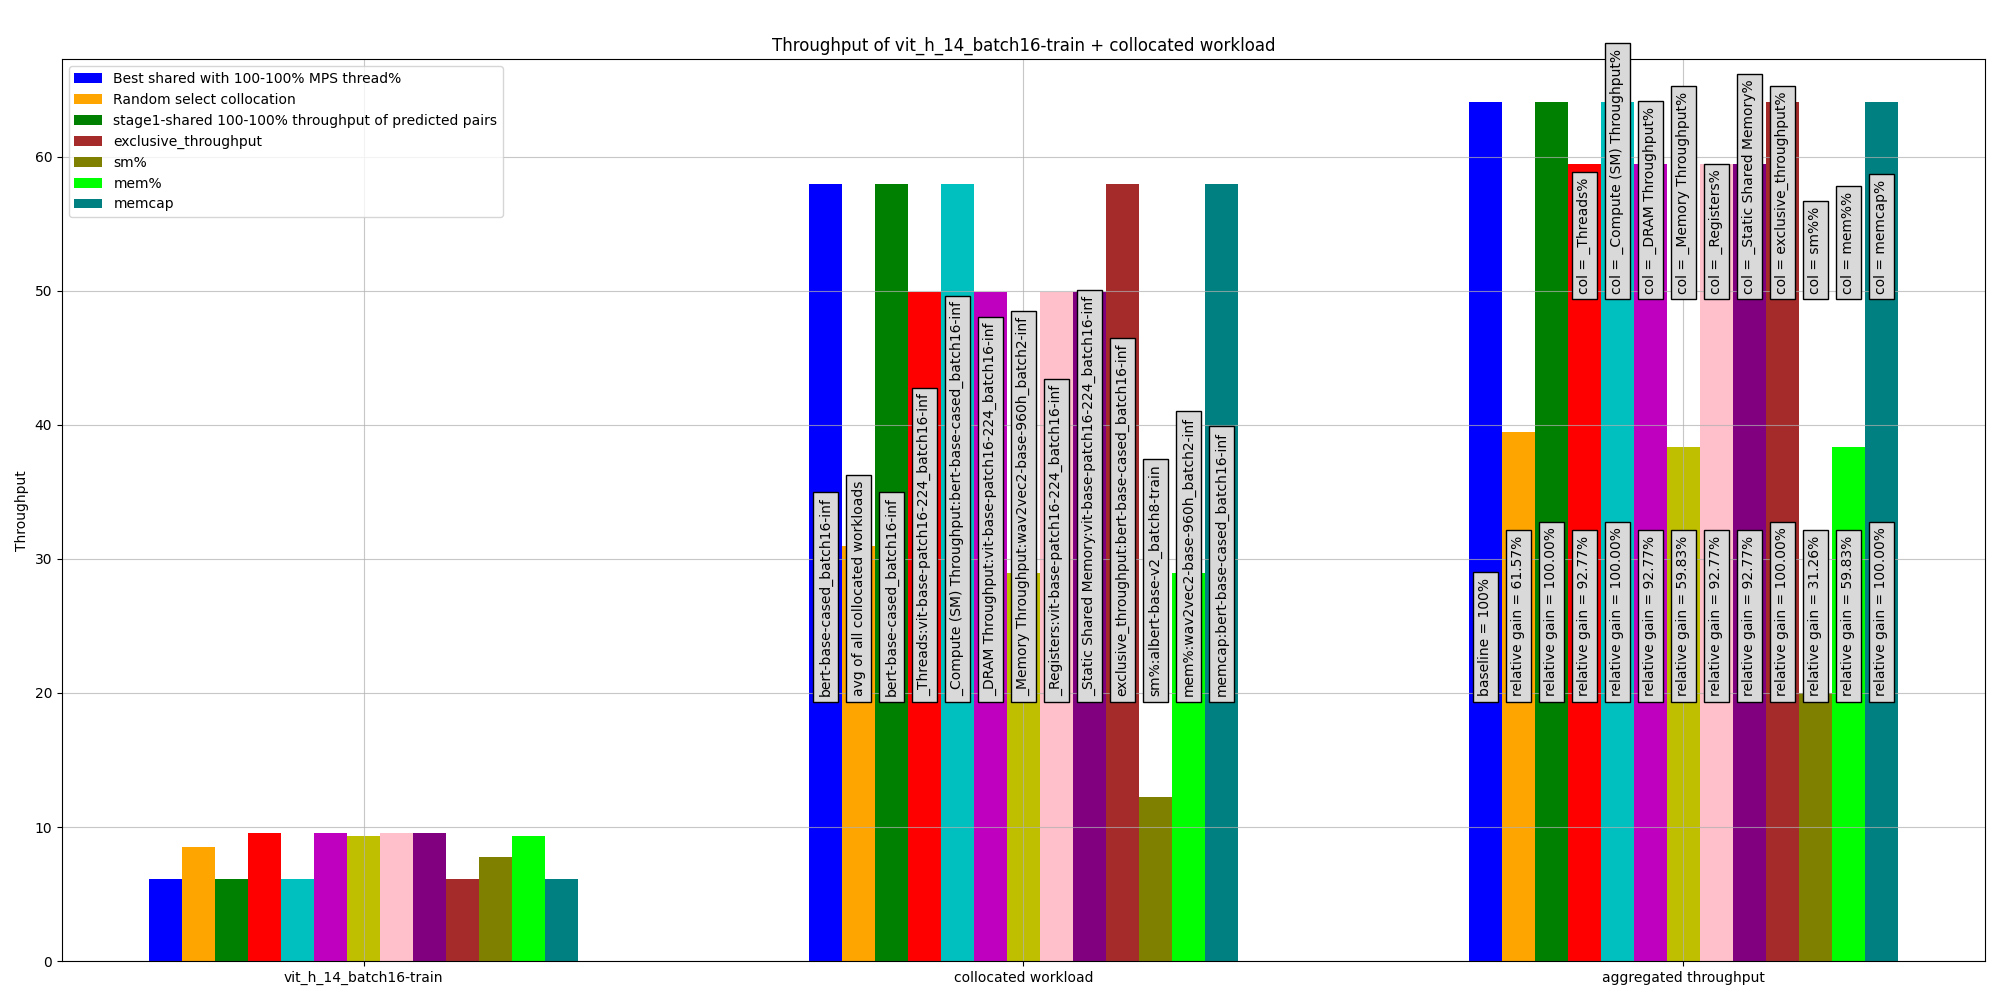 Throughput of vit_h_14_batch16-train + collocated workload
Best shared with 100-100% MPS thread%
Random select collocation
stage1-shared 100-100% throughput of predicted pairs
exclusive_throughput
sm%
mem%
memcap
Throughput
60
50
40
30
20
10
0
bert-base-cased_batch16-inf
avg of all collocated workloads
bert-base-cased_batch16-inf
_Threads:vit-base-patch16-224_batch16-inf
_Compute (SM) Throughput:bert-base-cased_batch16-inf
_DRAM Throughput:vit-base-patch16-224_batch16-inf
_Memory Throughput:wav2vec2-base-960h_batch2-inf
_Registers:vit-base-patch16-224_batch16-inf
_Static Shared Memory:vit-base-patch16-224_batch16-inf
exclusive_throughput:bert-base-cased_batch16-inf
sm%:albert-base-v2_batch8-train
mem%:wav2vec2-base-960h_batch2-inf
memcap:bert-base-cased_batch16-inf
col = _Threads%
col = _Compute (SM) Throughput%
col = _DRAM Throughput%
col = _Memory Throughput%
col = _Registers%
col = _Static Shared Memory%
col = exclusive_throughput%
col = sm%%
col = mem%%
col = memcap%
baseline = 100%
relative gain = 61.57%
relative gain = 100.00%
relative gain = 92.77%
relative gain = 100.00%
relative gain = 92.77%
relative gain = 59.83%
relative gain = 92.77%
relative gain = 92.77%
relative gain = 100.00%
relative gain = 31.26%
relative gain = 59.83%
relative gain = 100.00%
vit_h_14_batch16-train
collocated workload
aggregated throughput